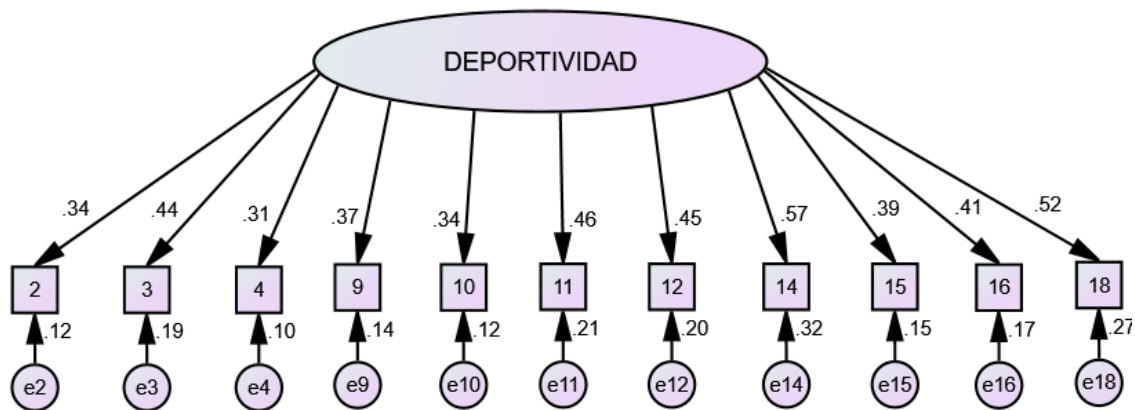 DEPORTIVIDAD
.34 .44 .31 .37 .34 .46 .45 .57 .39 .41 .52
2 3 4 9 10 11 12 14 15 16 18
.12 .19 .10 .14 .12 .21 .20 .32 .15 .17 .27
e2 e3 e4 e9 e10 e11 e12 e14 e15 e16 e18